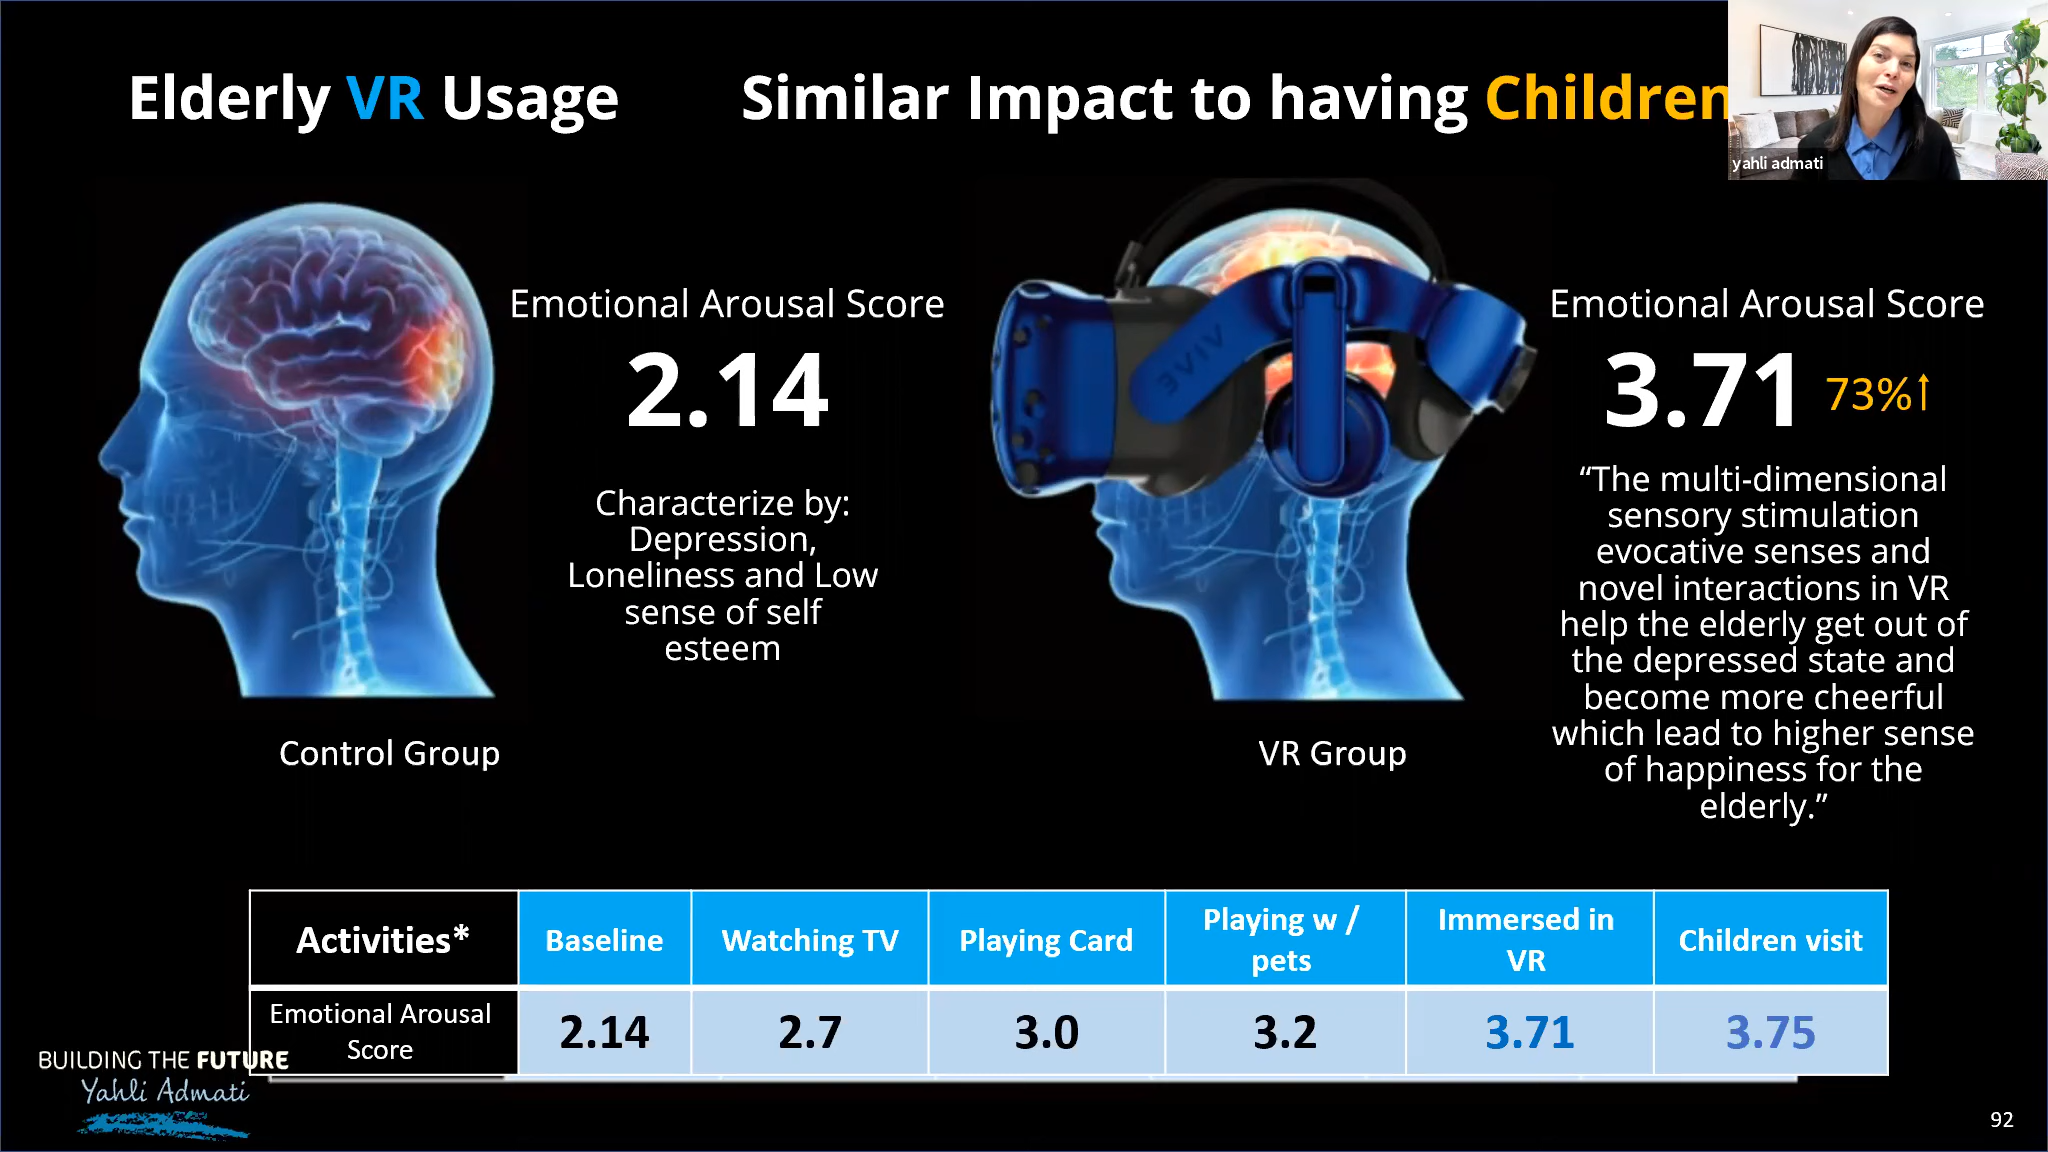 Elderly VR Usage
Similar Impact to having Children
yahli admati
Emotional Arousal Score
2.14
Characterize by:
Depression,
Loneliness and Low
sense of self
esteem
Control Group
VIVE
VR Group
Emotional Arousal Score
3.71 73%↑
“The multi-dimensional
sensory stimulation
evocative senses and
novel interactions in VR
help the elderly get out of
the depressed state and
become more cheerful
which lead to higher sense
of happiness for the
elderly.”
Activities* Baseline Watching TV Playing Card Playing w / pets Immersed in VR Children visit
Emotional Arousal Score 2.14 2.7 3.0 3.2 3.71 3.75
BUILDING THE FUTURE
Yahli Admati
92